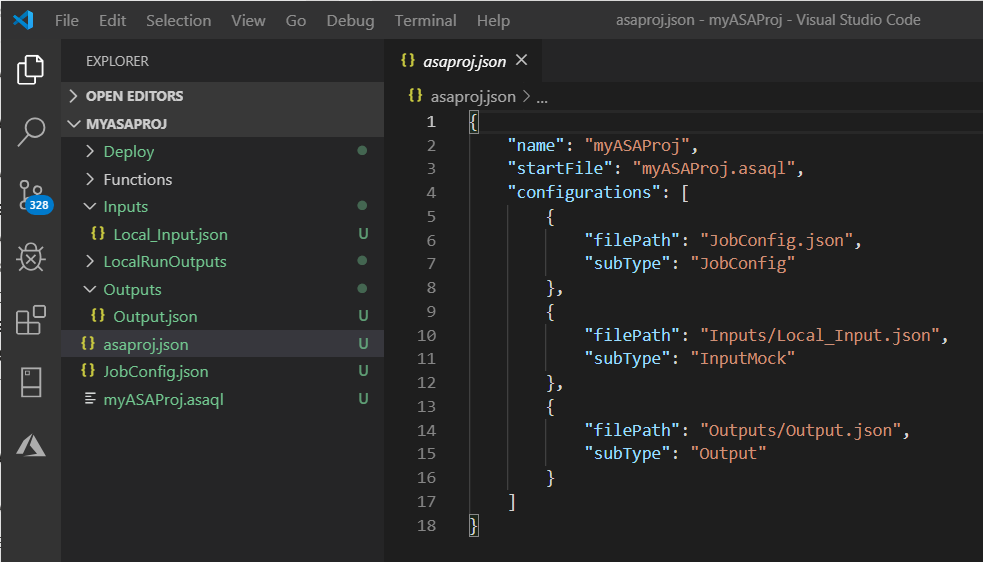 File Edit Selection View Go Debug Terminal Help asaproj.json - myASAProj - Visual Studio Code
EXPLORER
OPEN EDITORS
MYASAPROJ
Deploy
Functions
Inputs
{} Local_Input.json U
LocalRunOutputs
Outputs
{} Output.json U
{} asaproj.json U
{} JobConfig.json U
myASAProj.asaql U
328
{} asaproj.json ×
{} asaproj.json > ...
1 {
2 "name": "myASAProj",
3 "startFile": "myASAProj.asaql",
4 "configurations": [
5 {
6 "filePath": "JobConfig.json",
7 "subType": "JobConfig"
8 },
9 {
10 "filePath": "Inputs/Local_Input.json",
11 "subType": "InputMock"
12 },
13 {
14 "filePath": "Outputs/Output.json",
15 "subType": "Output"
16 }
17 ]
18 }